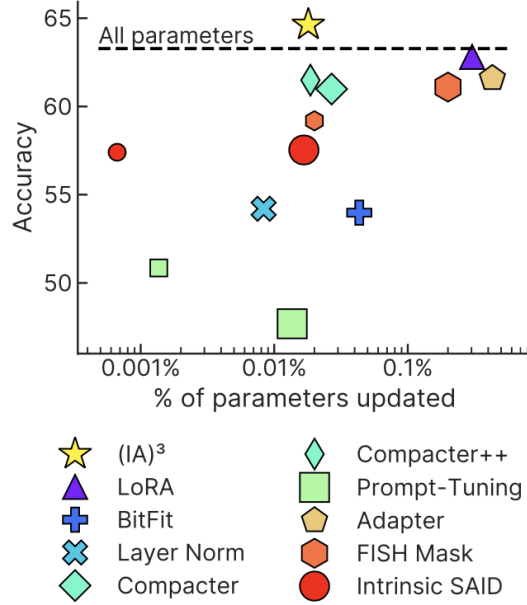 65
All parameters
60
Accuracy
55
50
0.001% 0.01% 0.1%
% of parameters updated
(IA)³
LoRA
BitFit
Layer Norm
Compacter
Compacter++
Prompt-Tuning
Adapter
FISH Mask
Intrinsic SAID